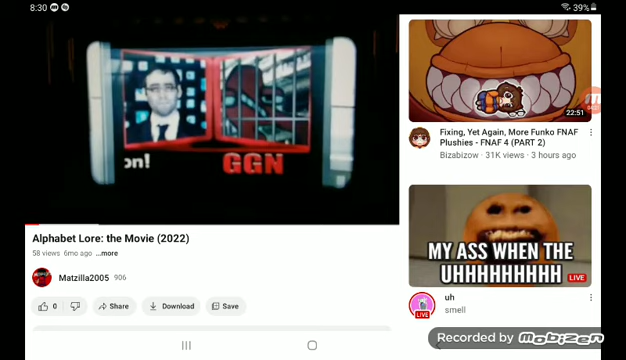 8:30
39%
on!
GGN
22:51
Fixing, Yet Again, More Funko FNAF
Plushies - FNAF 4 (PART 2)
Bizabizow · 31K views · 3 hours ago
Alphabet Lore: the Movie (2022)
58 views 6mo ago ...more
Matzilla2005 906
0
Share
Download
Save
MY ASS WHEN THE
UHHHHHHHHH
LIVE
uh
LIVE
smell
Recorded by
MOBIZEN